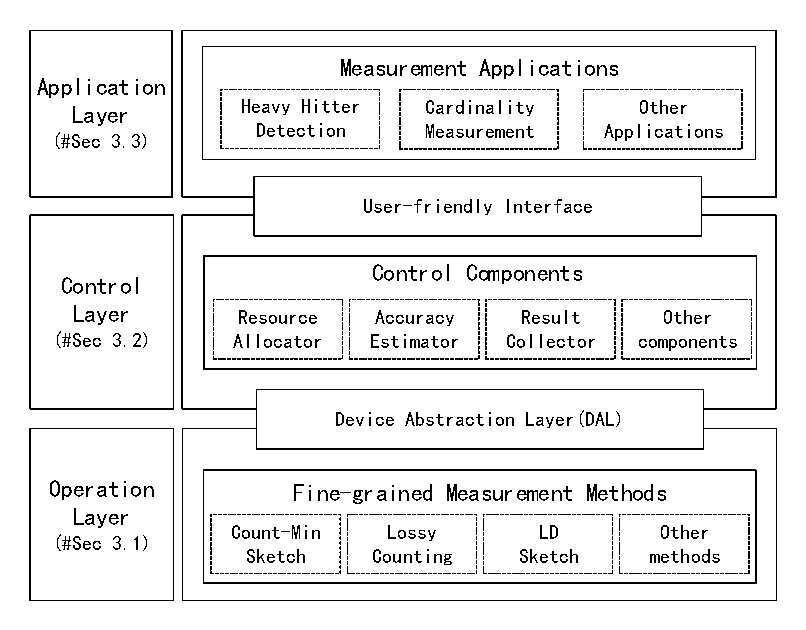 Application
Layer
(#Sec 3.3)
Measurement Applications
Heavy Hitter
Detection
Cardinality
Measurement
Other
Applications
User-friendly Interface
Control
Layer
(#Sec 3.2)
Control Components
Resource
Allocator
Accuracy
Estimator
Result
Collector
Other
components
Device Abstraction Layer(DAL)
Operation
Layer
(#Sec 3.1)
Fine-grained Measurement Methods
Count-Min
Sketch
Lossy
Counting
LD
Sketch
Other
methods